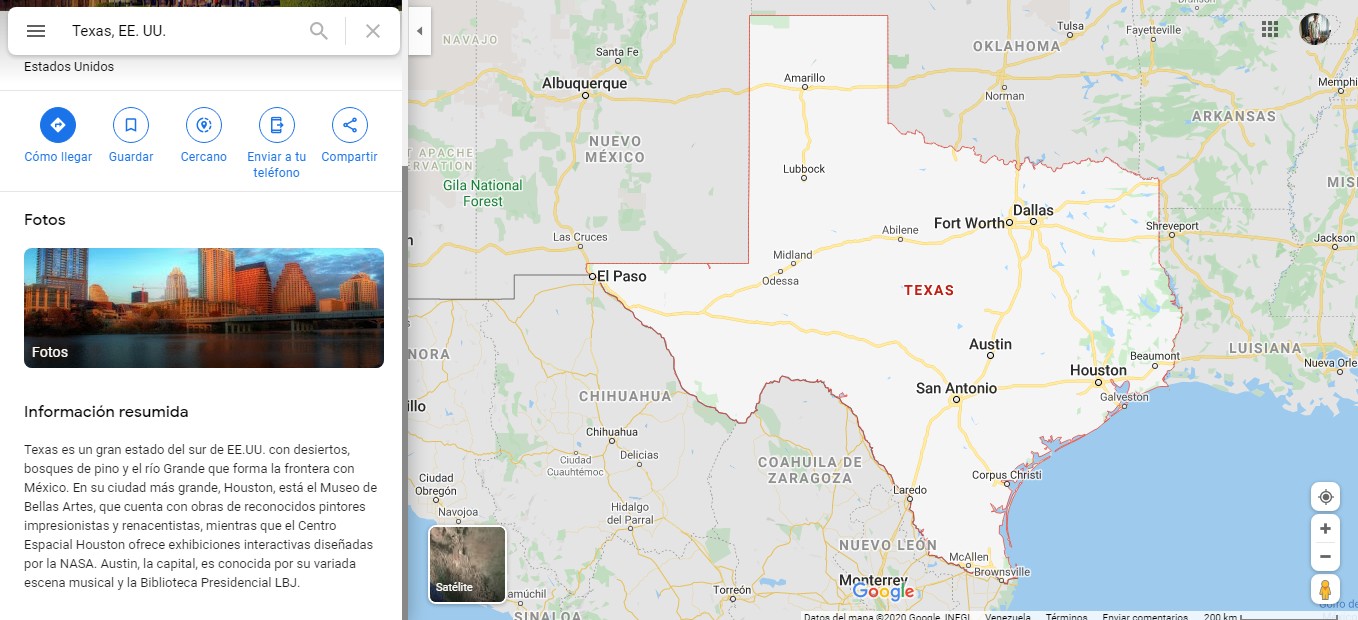 Texas, EE. UU.
Estados Unidos
Cómo llegar
Guardar
Cercano
Enviar a tu
teléfono
Compartir
Fotos
Fotos
Información resumida
Texas es un gran estado del sur de EE.UU. con desiertos,
bosques de pino y el río Grande que forma la frontera con
México. En su ciudad más grande, Houston, está el Museo de
Bellas Artes, que cuenta con obras de reconocidos pintores
impresionistas y renacentistas, mientras que el Centro
Espacial Houston ofrece exhibiciones interactivas diseñadas
por la NASA. Austin, la capital, es conocida por su variada
escena musical y la Biblioteca Presidencial LBJ.
NAVAJO
Santa Fe
Albuquerque
Amarillo
OKLAHOMA
Tulsa
Fayetteville
Norman
Memphi
ARKANSAS
NUEVO
MÉXICO
T APACHE
ERVATION
Gila National
Forest
Lubbock
MIS
Las Cruces
Abilene
Fort Worth
Dallas
Shreveport
Jackson
Midland
Odessa
El Paso
TEXAS
NORA
Austin
Beaumont
LUISIANA
Houston
Nueva Orle
San Antonio
Galveston
illo
CHIHUAHUA
Chihuahua
Ciudad
Cuauhtémoc
Delicias
COAHUILA DE
ZARAGOZA
Corpus Christi
Ciudad
Obregón
Laredo
Navojoa
Hidalgo
del Parral
NUEVO LEÓN
McAllen
Brownsville
Monterrey
Satélite
Torreón
amúchil
SINALOA
Google
Datos del mapa ©2020 Google, INEGI
Venezuela
Términos
Enviar comentarios
200 km